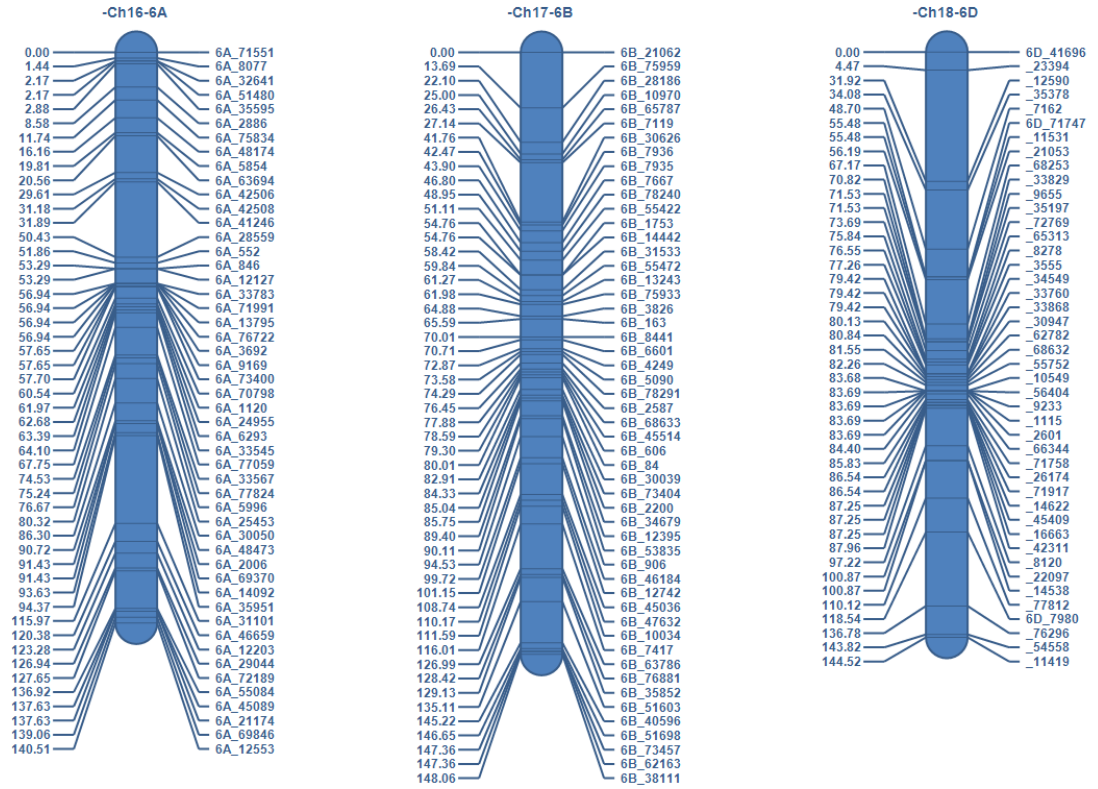 -Ch16-6A
0.00 6A_71551
1.44 6A_8077
2.17 6A_32641
2.17 6A_51480
2.88 6A_35595
8.58 6A_2886
11.74 6A_75834
16.16 6A_48174
19.81 6A_5854
20.56 6A_63694
29.61 6A_42506
31.18 6A_42508
31.89 6A_41246
50.43 6A_28559
51.86 6A_552
53.29 6A_846
53.29 6A_12127
56.94 6A_33783
56.94 6A_71991
56.94 6A_13795
56.94 6A_76722
57.65 6A_3692
57.65 6A_9169
57.70 6A_73400
60.54 6A_70798
61.97 6A_1120
62.68 6A_24955
63.39 6A_6293
64.10 6A_33545
67.75 6A_77059
74.53 6A_33567
75.24 6A_77824
76.67 6A_5996
80.32 6A_25453
86.30 6A_30050
90.72 6A_48473
91.43 6A_2006
91.43 6A_69370
93.63 6A_14092
94.37 6A_35951
115.97 6A_31101
120.38 6A_46659
123.28 6A_12203
126.94 6A_29044
127.65 6A_72189
136.92 6A_55084
137.63 6A_45089
137.63 6A_21174
139.06 6A_69846
140.51 6A_12553
-Ch17-6B
0.00 6B_21062
13.69 6B_75959
22.10 6B_28186
25.00 6B_10970
26.43 6B_65787
27.14 6B_7119
41.76 6B_30626
42.47 6B_7936
43.90 6B_7935
46.80 6B_7667
48.95 6B_78240
51.11 6B_55422
54.76 6B_1753
54.76 6B_14442
58.42 6B_31533
59.84 6B_55472
61.27 6B_13243
61.98 6B_75933
64.88 6B_3826
65.59 6B_163
70.01 6B_8441
70.71 6B_6601
72.87 6B_4249
73.58 6B_5090
74.29 6B_78291
76.45 6B_2587
77.88 6B_68633
78.59 6B_45514
79.30 6B_606
80.01 6B_84
82.91 6B_30039
84.33 6B_73404
85.04 6B_2200
85.75 6B_34679
89.40 6B_12395
90.11 6B_53835
94.53 6B_906
99.72 6B_46184
101.15 6B_12742
108.74 6B_45036
110.17 6B_47632
111.59 6B_10034
116.01 6B_7417
126.99 6B_63786
128.42 6B_76881
129.13 6B_35852
135.11 6B_51603
145.22 6B_40596
146.65 6B_51698
147.36 6B_73457
147.36 6B_62163
148.06 6B_38111
-Ch18-6D
0.00 6D_41696
4.47 _23394
31.92 _12590
34.08 _35378
48.70 _7162
55.48 6D_71747
55.48 _11531
56.19 _21053
67.17 _68253
70.82 _33829
71.53 _9655
71.53 _35197
73.69 _72769
75.84 _65313
76.55 _8278
77.26 _3555
79.42 _34549
79.42 _33760
79.42 _33868
80.13 _30947
80.84 _62782
81.55 _68632
82.26 _55752
83.68 _10549
83.69 _56404
83.69 _9233
83.69 _1115
83.69 _2601
84.40 _66344
85.83 _71758
86.54 _26174
86.54 _71917
87.25 _14622
87.25 _45409
87.25 _16663
87.96 _42311
97.22 _8120
100.87 _22097
100.87 _14538
110.12 _77812
118.54 6D_7980
136.78 _76296
143.82 _54558
144.52 _11419